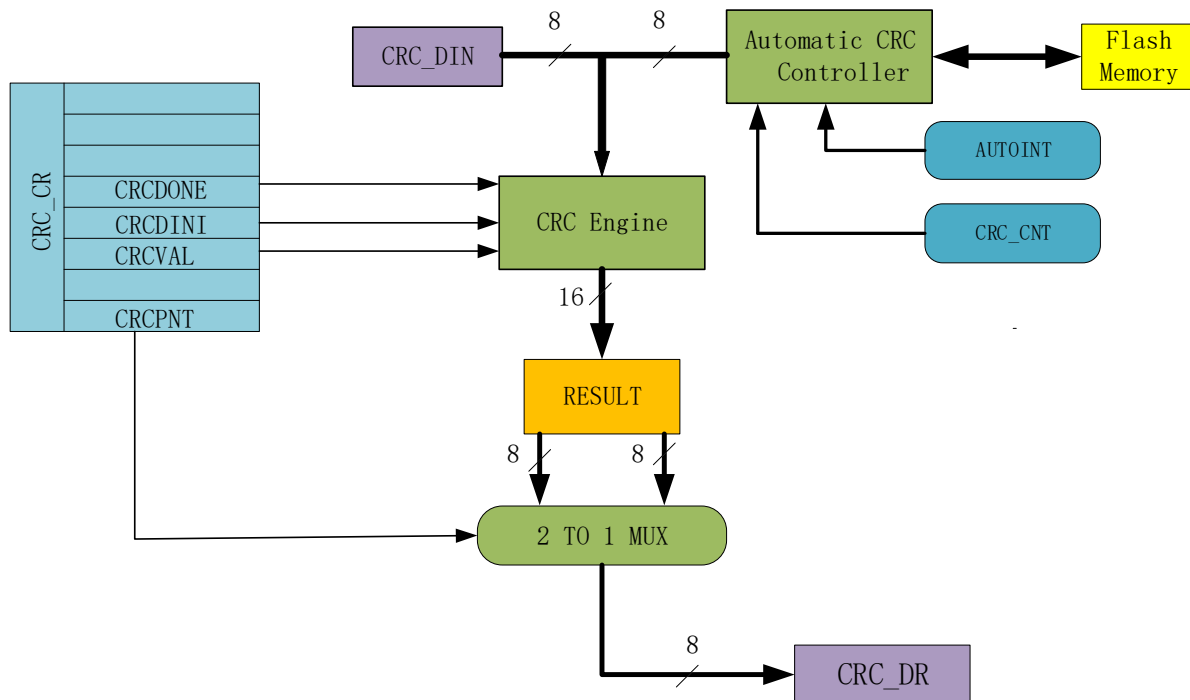 8
8
CRC_DIN
Automatic CRC
Controller
Flash
Memory
AUTOINT
CRC_CR
CRCDONE
CRCDINI
CRCVAL
CRCPNT
CRC Engine
CRC_CNT
16
RESULT
8
8
2 TO 1 MUX
8
CRC_DR